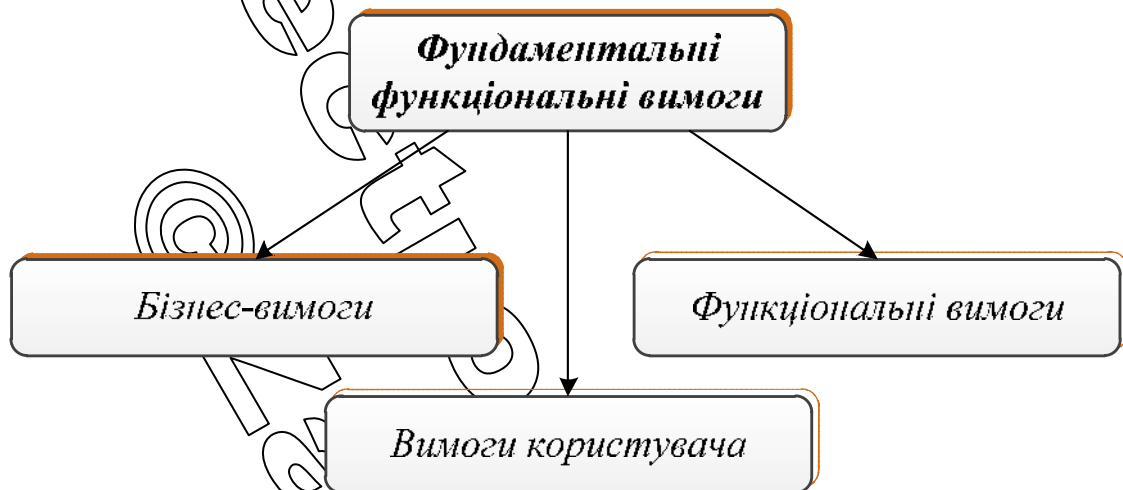 Фундаментальні
функціональні вимоги
Бізнес-вимоги
Функціональні вимоги
Вимоги користувача